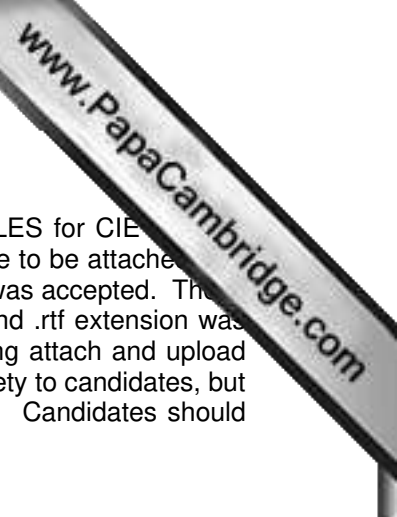 www.PapaCambridge.com
LES for CIE
e to be attache
was accepted. Th
nd .rtf extension was
ng attach and upload
ety to candidates, but
Candidates should